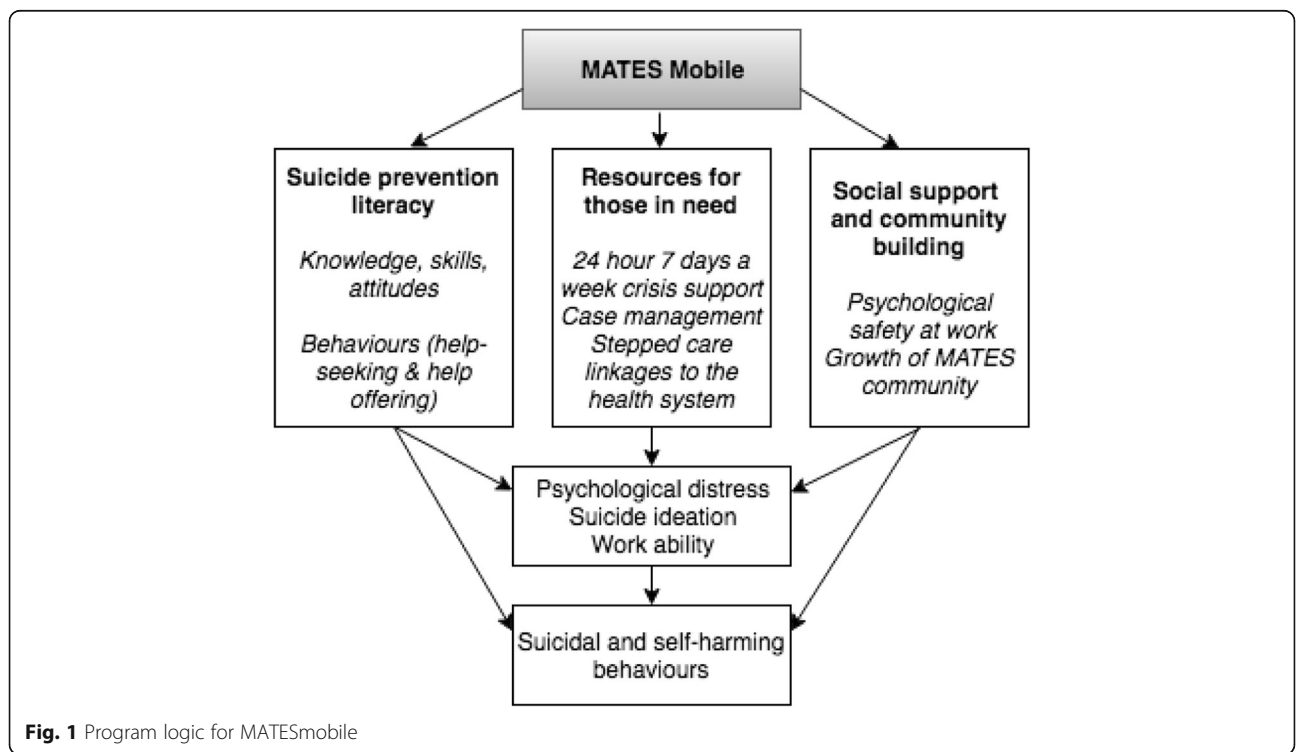 MATES Mobile
Suicide prevention
literacy
Knowledge, skills,
attitudes
Behaviours (help-
seeking & help
offering)
Resources for
those in need
24 hour 7 days a
week crisis support
Case management
Stepped care
linkages to the
health system
Social support
and community
building
Psychological
safety at work
Growth of MATES
community
Psychological distress
Suicide ideation
Work ability
Suicidal and self-harming
behaviours
Fig. 1 Program logic for MATESmobile